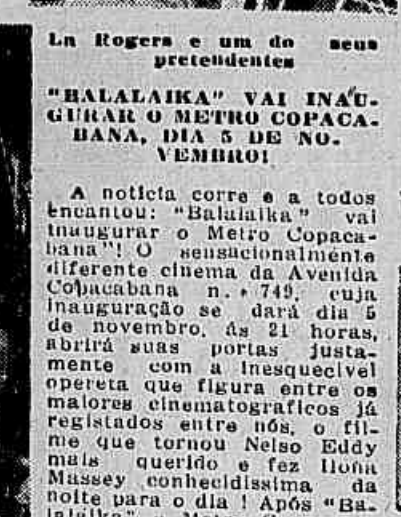 Ln Rogers e um do seus
pretendentes
"BALALAIKA" VAI INAU-
GURAR O METRO COPACA-
BANA, DIA 5 DE NO-
VEMBRO!
A noticia corre e a todos
encantou: "Balalaika" vai
inaugurar o Metro Copaca-
bana"! O sensacionalmente
diferente cinema da Avenida
Copacabana n.º 749, cuja
inauguração se dará dia 5
de novembro, ás 21 horas,
abrirá suas portas justa-
mente com a inesquecivel
opereta que figura entre os
maiores cinematograficos já
registados entre nós, o fil-
me que tornou Nelso Eddy
mais querido e fez Ilona
Massey conhecidissima da
noite para o dia ! Após "Ba-
lalaika"